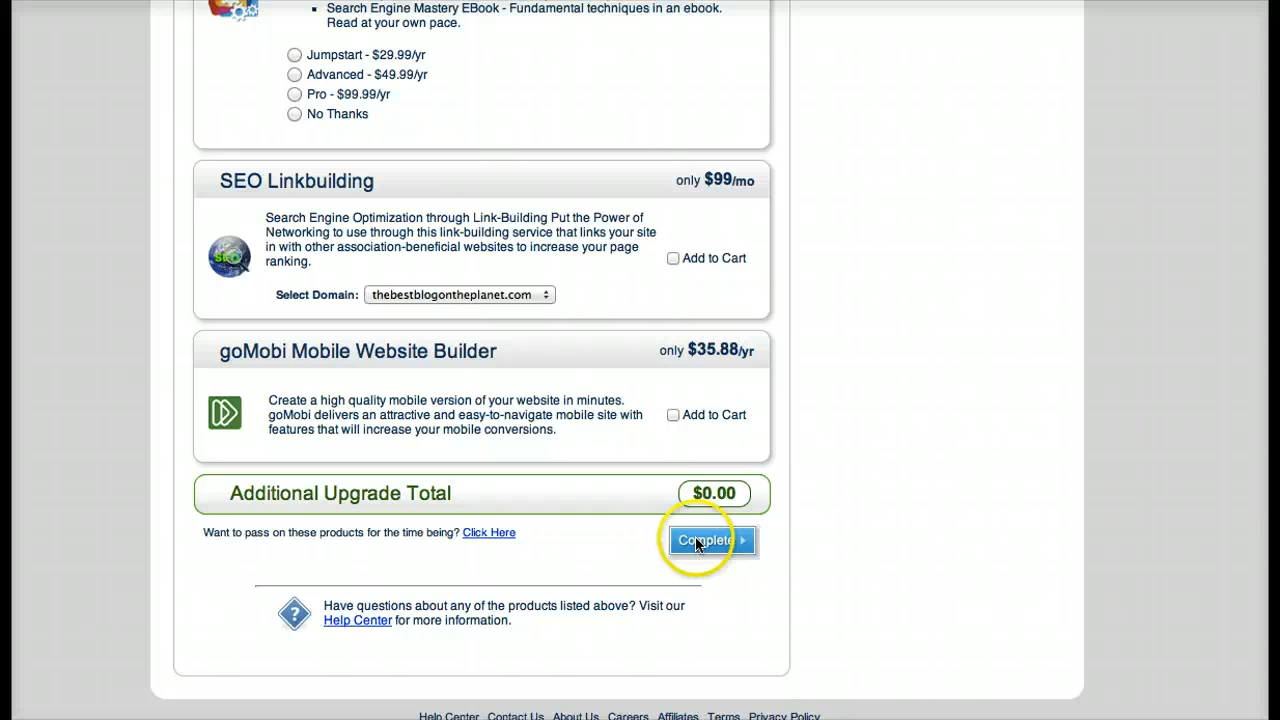 ▪ Search Engine Mastery EBook - Fundamental techniques in an ebook.
Read at your own pace.
Jumpstart - $29.99/yr
Advanced - $49.99/yr
Pro - $99.99/yr
No Thanks
SEO Linkbuilding
only $99/mo
Search Engine Optimization through Link-Building Put the Power of
Networking to use through this link-building service that links your site
in with other association-beneficial websites to increase your page
ranking.
SEO
Add to Cart
Select Domain: thebestblogontheplanet.com
goMobi Mobile Website Builder
only $35.88/yr
Create a high quality mobile version of your website in minutes.
goMobi delivers an attractive and easy-to-navigate mobile site with
features that will increase your mobile conversions.
Add to Cart
Additional Upgrade Total
$0.00
Want to pass on these products for the time being? Click Here
Complete
?
Have questions about any of the products listed above? Visit our
Help Center for more information.
Help Center Contact Us About Us Careers Affiliates Terms Privacy Policy